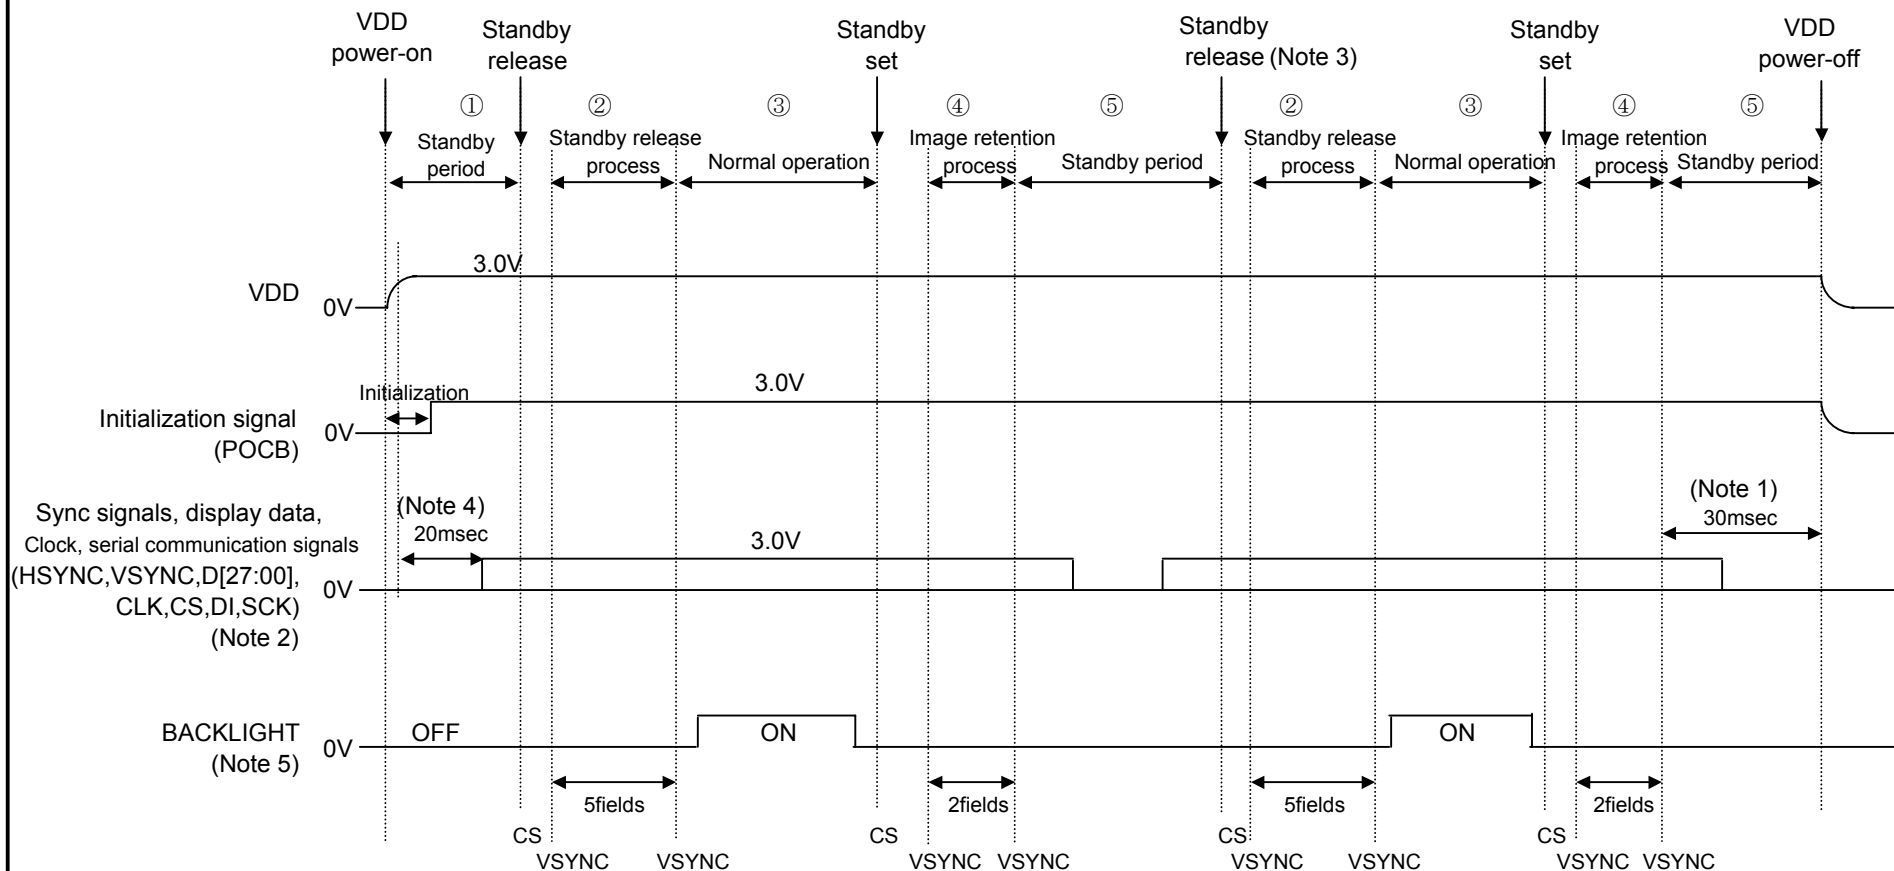 VDD
power-on
Standby
release
Standby
set
Standby
release (Note 3)
Standby
set
VDD
power-off
① ② ③ ④ ⑤ ② ③ ④ ⑤
Standby
period
Standby release
process
Normal operation
Image retention
process
Standby period
Standby release
process
Normal operation
Image retention
process
Standby period
VDD
0V
3.0V
Initialization signal
(POCB)
0V
Initialization
3.0V
Sync signals, display data,
Clock, serial communication signals
(HSYNC,VSYNC,D[27:00],
CLK,CS,DI,SCK)
(Note 2)
0V
(Note 4)
20msec
3.0V
(Note 1)
30msec
BACKLIGHT
(Note 5)
0V
OFF
ON
ON
5fields
2fields
5fields
2fields
CS
VSYNC
VSYNC
CS
VSYNC
VSYNC
CS
VSYNC
VSYNC
CS
VSYNC
VSYNC